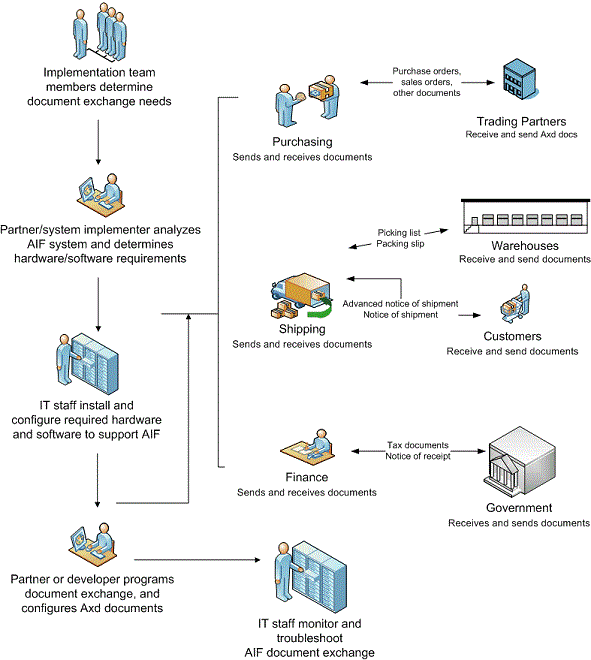 Implementation team
members determine
document exchange needs
Partner/system implementer analyzes
AIF system and determines
hardware/software requirements
IT staff install and
configure required hardware
and software to support AIF
Partner or developer programs
document exchange, and
configures Axd documents
IT staff monitor and
troubleshoot
AIF document exchange
Purchasing
Sends and receives documents
Purchase orders,
sales orders,
other documents
Trading Partners
Receive and send Axd docs
Picking list
Packing slip
Warehouses
Receive and send documents
Shipping
Sends and receives documents
Advanced notice of shipment
Notice of shipment
Customers
Receive and send documents
Finance
Sends and receives documents
Tax documents
Notice of receipt
Government
Receives and sends documents